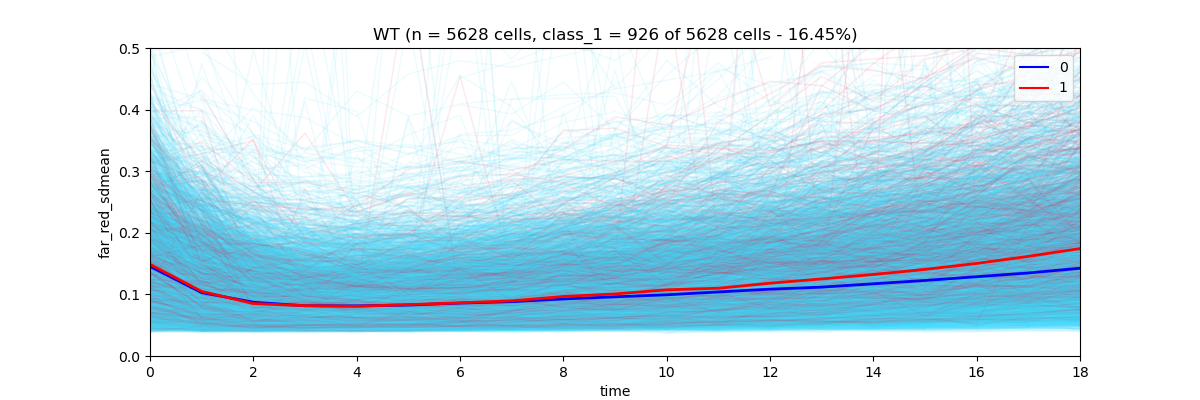 WT (n = 5628 cells, class_1 = 926 of 5628 cells - 16.45%)
0.5
0.4
0.3
0.2
0.1
0.0
far_red_sdmean
0
1
0 2 4 6 8 10 12 14 16 18
time